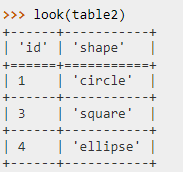 >>> look(table2)
+------+-----------+
| 'id' | 'shape'   |
+======+===========+
| 1    | 'circle'  |
+------+-----------+
| 3    | 'square'  |
+------+-----------+
| 4    | 'ellipse' |
+------+-----------+